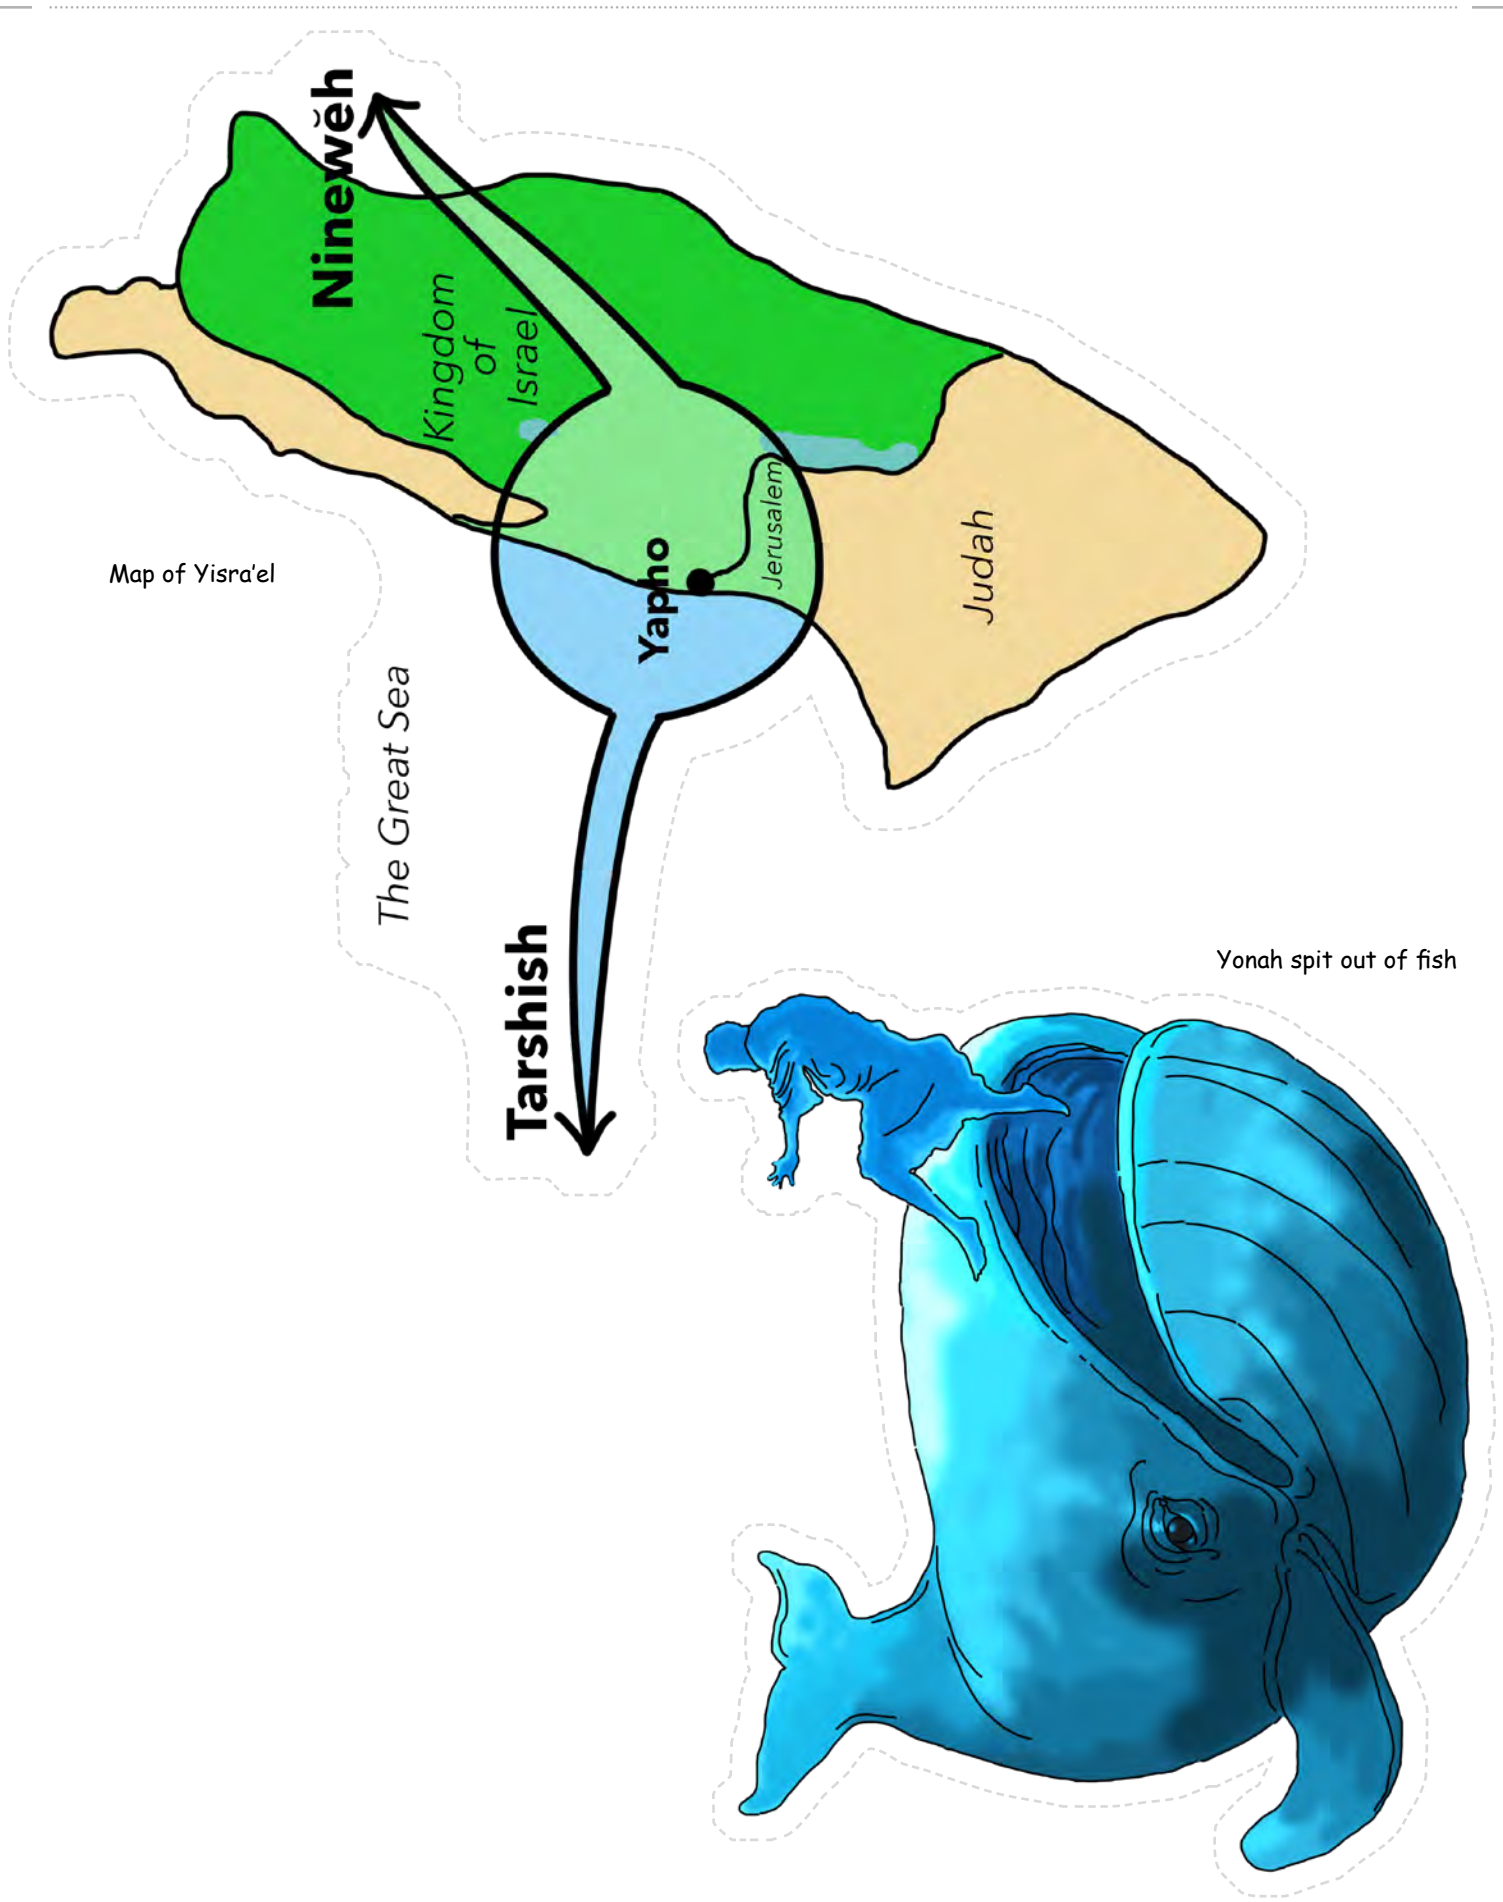 Nineweĕh
Kingdom
of
Israel
Jerusalem
Yapho
Judah
Map of Yisra'el
The Great Sea
Tarshish
Yonah spit out of fish